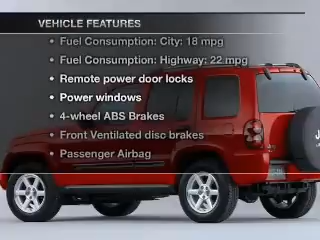 VEHICLE FEATURES
• Fuel Consumption: City: 18 mpg
• Fuel Consumption: Highway: 22 mpg
• Remote power door locks
• Power windows
• 4-wheel ABS Brakes
• Front Ventilated disc brakes
• Passenger Airbag